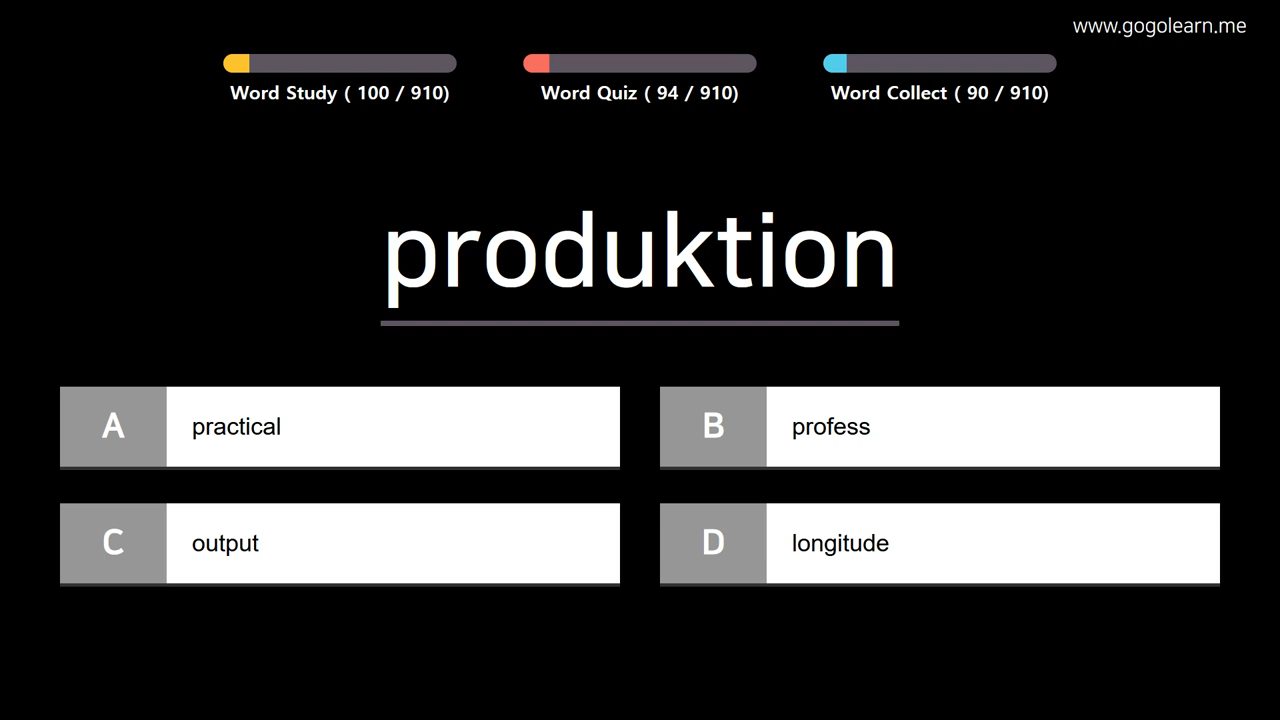 www.gogolearn.me
Word Study ( 100 / 910)
Word Quiz ( 94 / 910)
Word Collect ( 90 / 910)
produktion
A practical
B profess
C output
D longitude